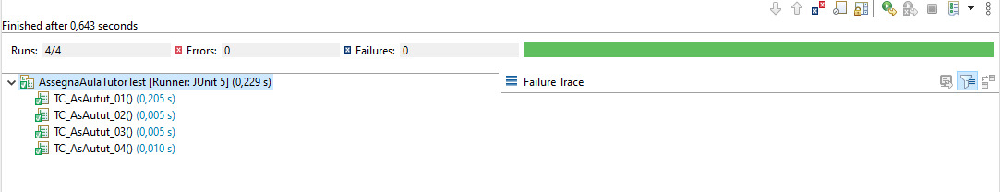 Finished after 0,643 seconds
Runs: 4/4 Errors: 0 Failures: 0
AssegnaAulaTutorTest [Runner: JUnit 5] (0,229 s)
Failure Trace
TC_AsAutut_01() (0,205 s)
TC_AsAutut_02() (0,005 s)
TC_AsAutut_03() (0,005 s)
TC_AsAutut_04() (0,010 s)